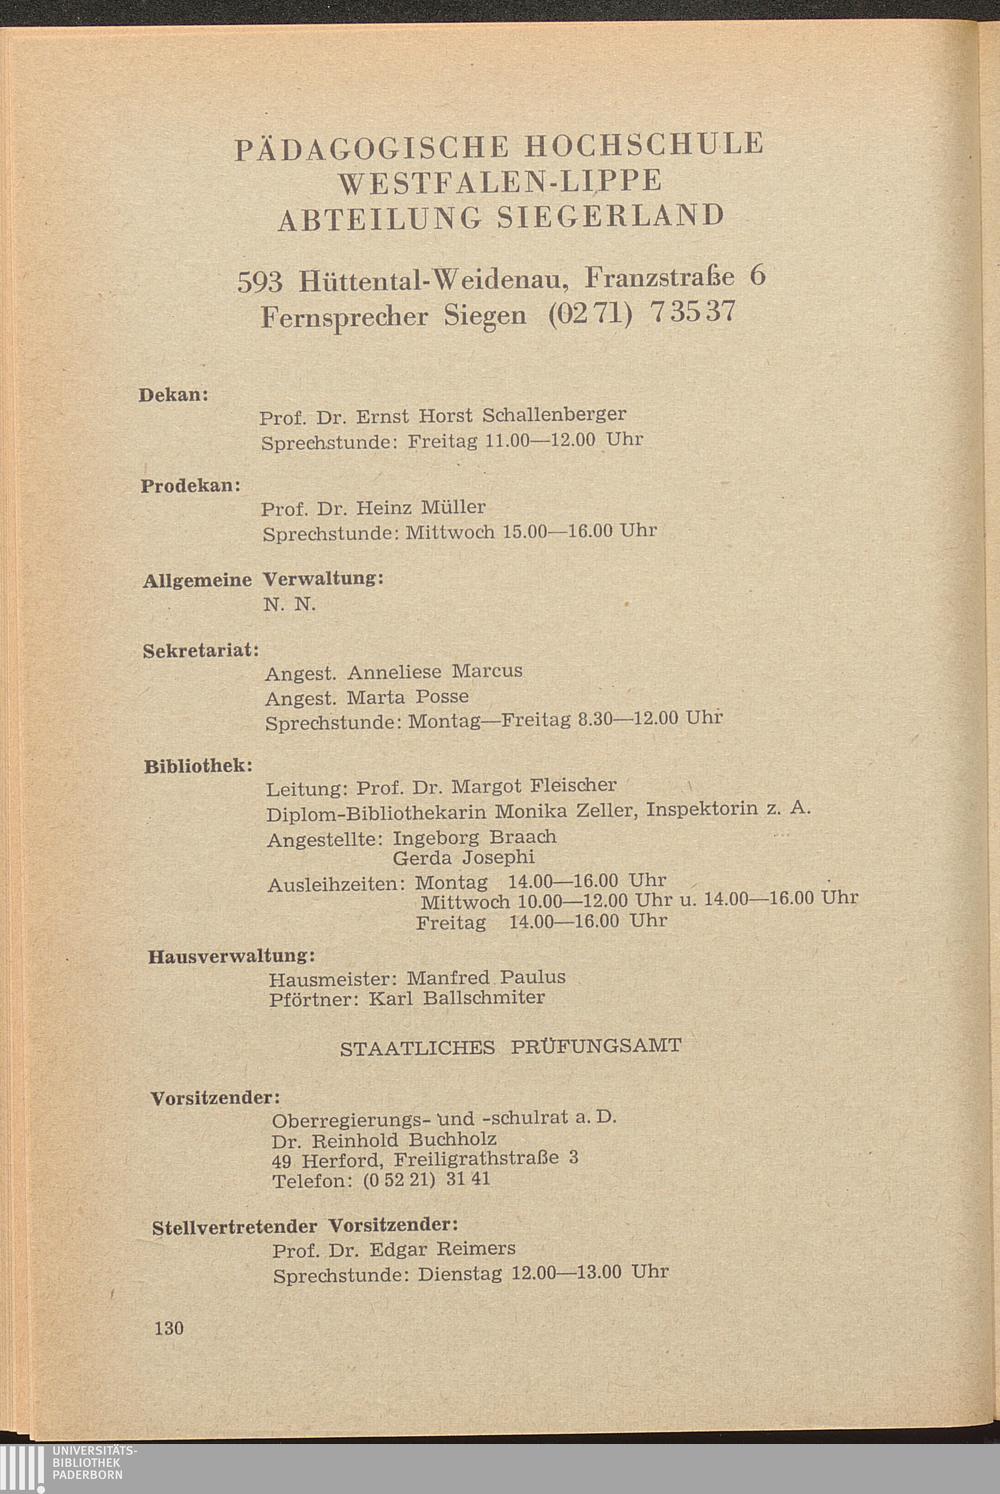 PÄDAGOGISCHE HOCHSCHULE
WESTFALEN-LIPPE
ABTEILUNG SIEGERLAND
593 Hüttental-Weidenau, Franzstraße 6
Fernsprecher Siegen (02 71) 7 35 37
Dekan:
Prof. Dr. Ernst Horst Schallenberger
Sprechstunde: Freitag 11.00—12.00 Uhr
Prodekan:
Prof. Dr. Heinz Müller
Sprechstunde: Mittwoch 15.00—16.00 Uhr
Allgemeine Verwaltung:
N. N.
Sekretariat:
Angest. Anneliese Marcus
Angest. Marta Posse
Sprechstunde: Montag—Freitag 8.30—12.00 Uhr
Bibliothek:
Leitung: Prof. Dr. Margot Fleischer
Diplom-Bibliothekarin Monika Zeller, Inspektorin z. A.
Angestellte: Ingeborg Braach
Gerda Josephi
Ausleihzeiten: Montag 14.00—16.00 Uhr
Mittwoch 10.00—12.00 Uhr u. 14.00—16.00 Uhr
Freitag 14.00—16.00 Uhr
Hausverwaltung:
Hausmeister: Manfred Paulus
Pförtner: Karl Ballschmiter
STAATLICHES PRÜFUNGSAMT
Vorsitzender:
Oberregierungs- und -schulrat a. D.
Dr. Reinhold Buchholz
49 Herford, Freiligrathstraße 3
Telefon: (0 52 21) 31 41
Stellvertretender Vorsitzender:
Prof. Dr. Edgar Reimers
Sprechstunde: Dienstag 12.00—13.00 Uhr
130
UNIVERSITÄTS-
BIBLIOTHEK
PADERBORN